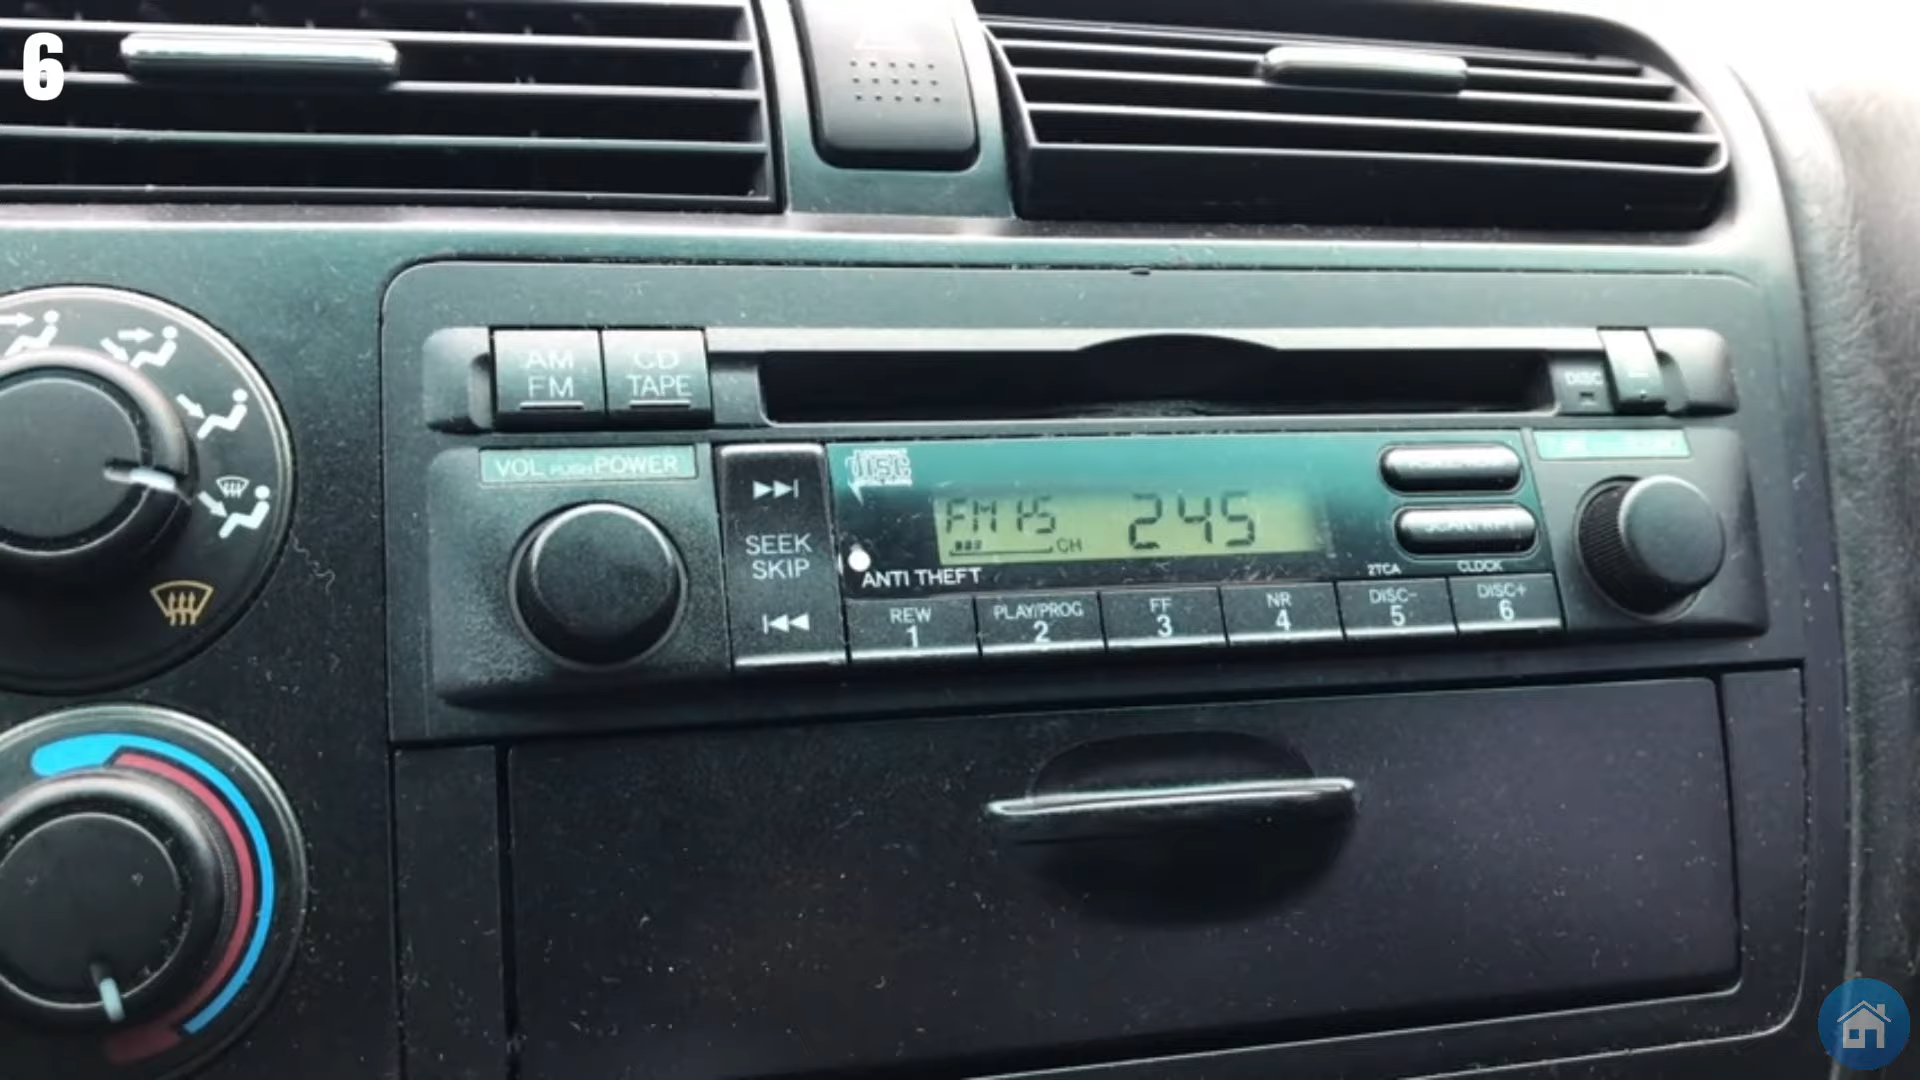 6
AM
FM
CD
TAPE
DISC
VOL PUSH POWER
disc
SEEK
SKIP
FM
245
CH
ANTI THEFT
2TCA
CLOCK
REW
1
PLAY/PROG
2
FF
3
NR
4
DISC-
5
DISC+
6